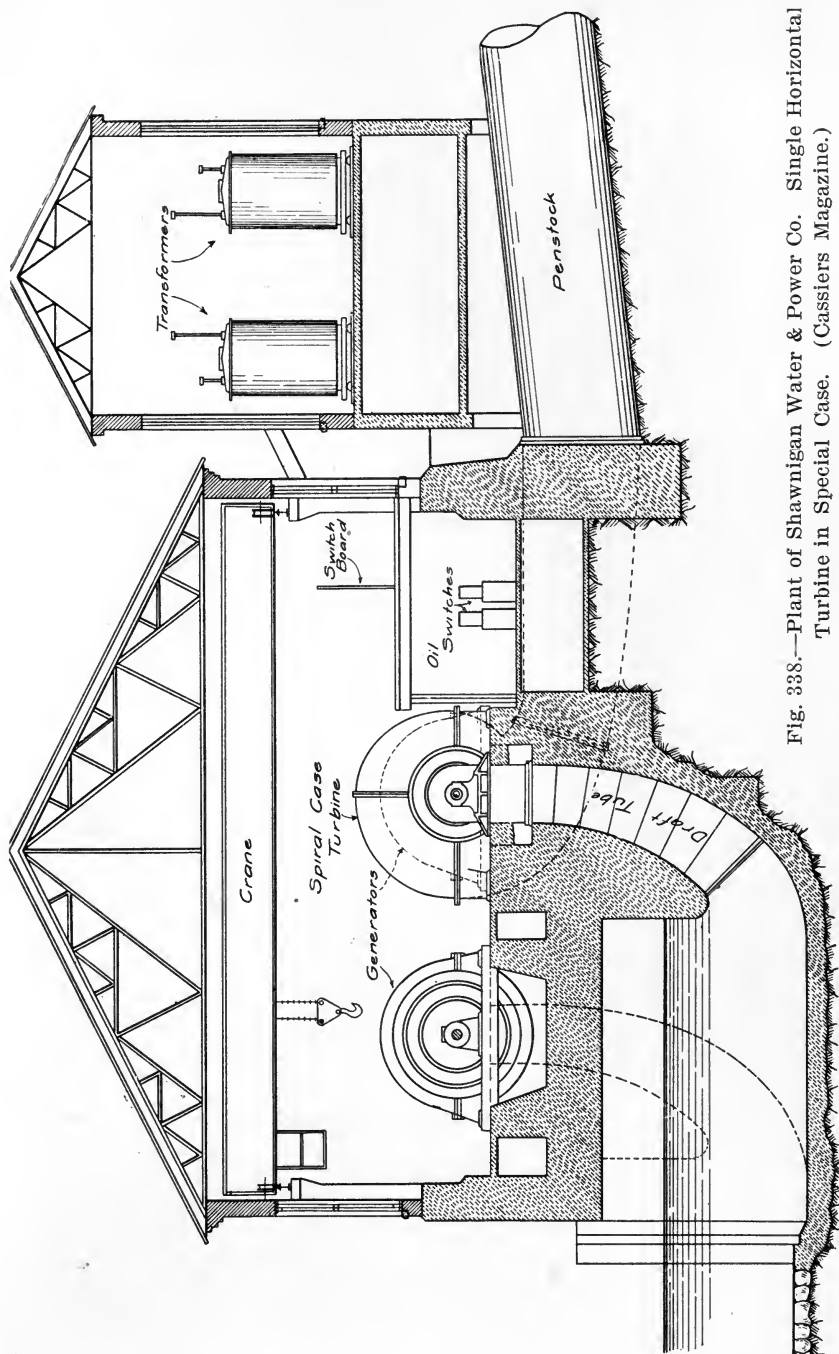 Transformers
Penstock
Crane
Switch
Board
Oil
Switches
Spiral Case
Turbine
Generators
Draft
Tube
Fig. 338.—Plant of Shawnigan Water & Power Co. Single Horizontal
Turbine in Special Case. (Cassiers Magazine.)